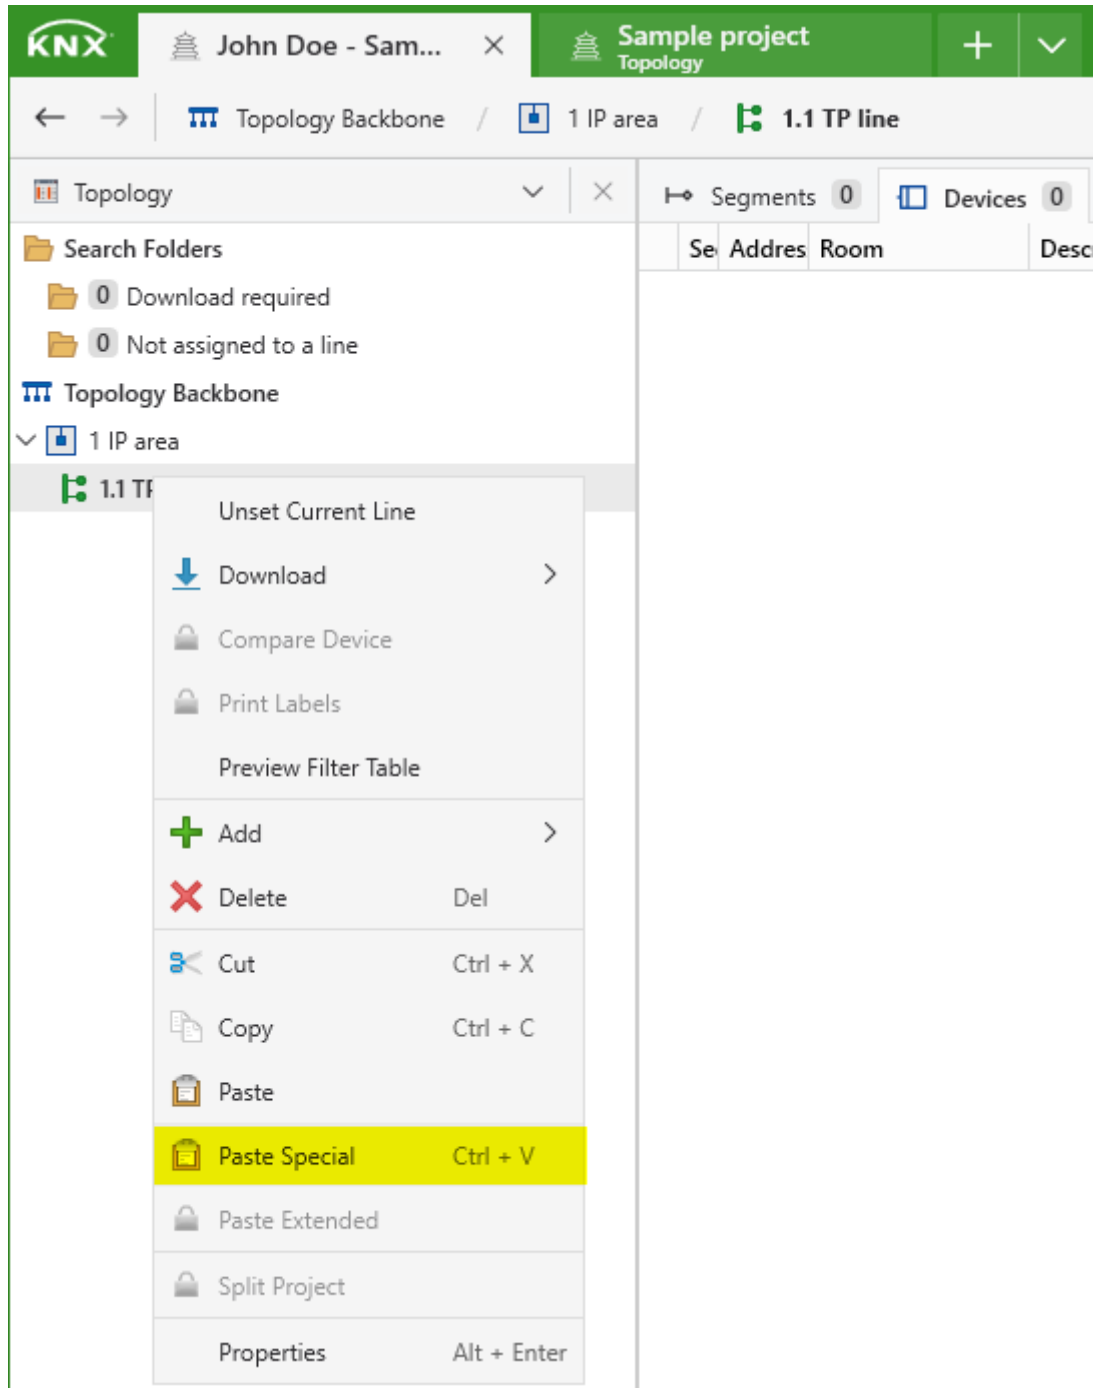 KNX
John Doe - Sam...
Sample project
Topology
Topology Backbone / 1 IP area / 1.1 TP line
Topology
Segments 0 Devices 0
Search Folders
Addres Room
0 Download required
0 Not assigned to a line
Topology Backbone
1 IP area
1.1
Unset Current Line
Download
Compare Device
Print Labels
Preview Filter Table
Add
Delete Del
Cut Ctrl + X
Copy Ctrl + C
Paste
Paste Special Ctrl + V
Paste Extended
Split Project
Properties Alt + Enter